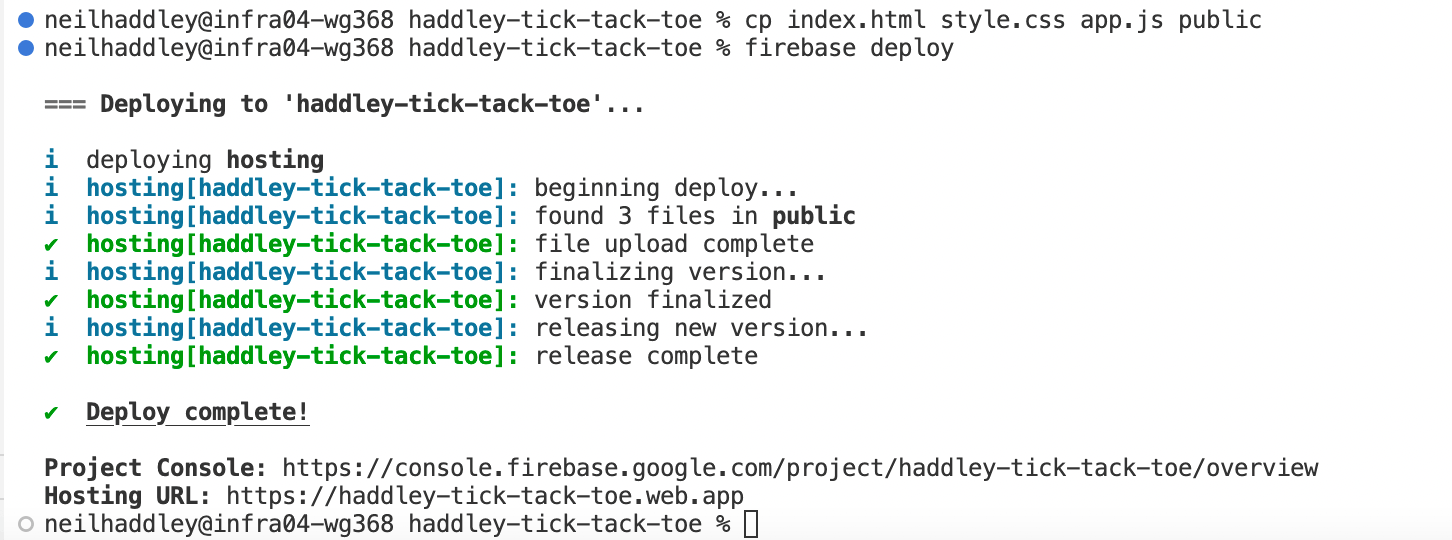 neilhaddley@infra04-wg368 haddley-tick-tack-toe % cp index.html style.css app.js public
neilhaddley@infra04-wg368 haddley-tick-tack-toe % firebase deploy
=== Deploying to 'haddley-tick-tack-toe'...
i  deploying hosting
i  hosting[haddley-tick-tack-toe]: beginning deploy...
i  hosting[haddley-tick-tack-toe]: found 3 files in public
✔  hosting[haddley-tick-tack-toe]: file upload complete
i  hosting[haddley-tick-tack-toe]: finalizing version...
✔  hosting[haddley-tick-tack-toe]: version finalized
i  hosting[haddley-tick-tack-toe]: releasing new version...
✔  hosting[haddley-tick-tack-toe]: release complete
✔  Deploy complete!
Project Console: https://console.firebase.google.com/project/haddley-tick-tack-toe/overview
Hosting URL: https://haddley-tick-tack-toe.web.app
neilhaddley@infra04-wg368 haddley-tick-tack-toe %